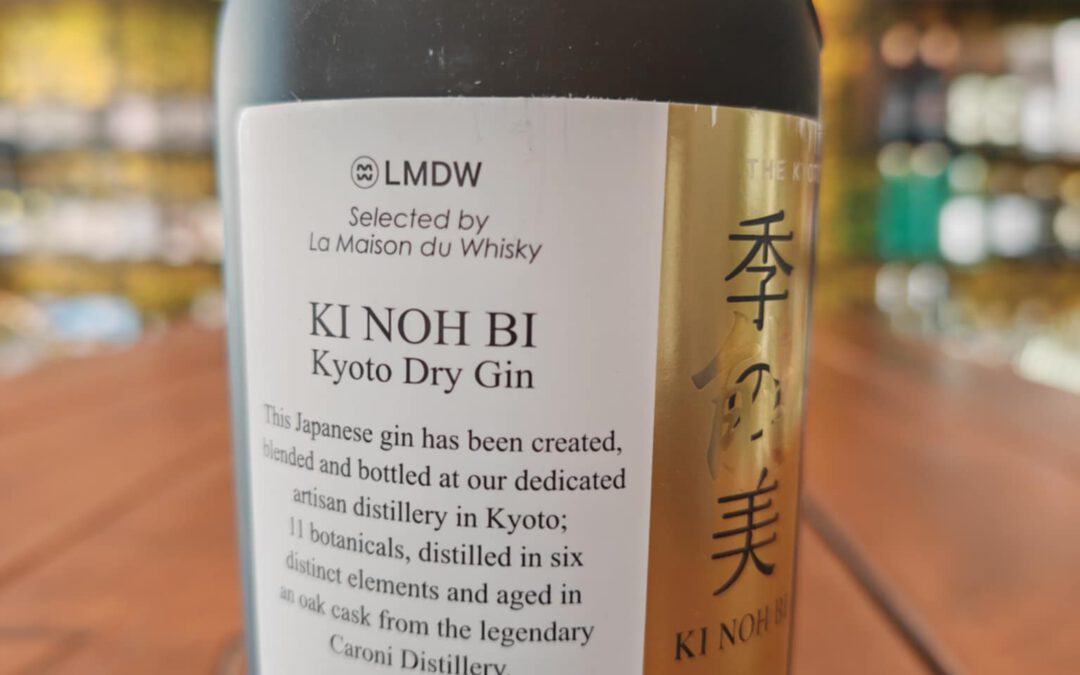 LMDW
Selected by
La Maison du Whisky
KI NOH BI
Kyoto Dry Gin
This Japanese gin has been created,
blended and bottled at our dedicated
artisan distillery in Kyoto;
11 botanicals, distilled in six
distinct elements and aged in
an oak cask from the legendary
Caroni Distillery.
THE
季の美
KI NOH BI